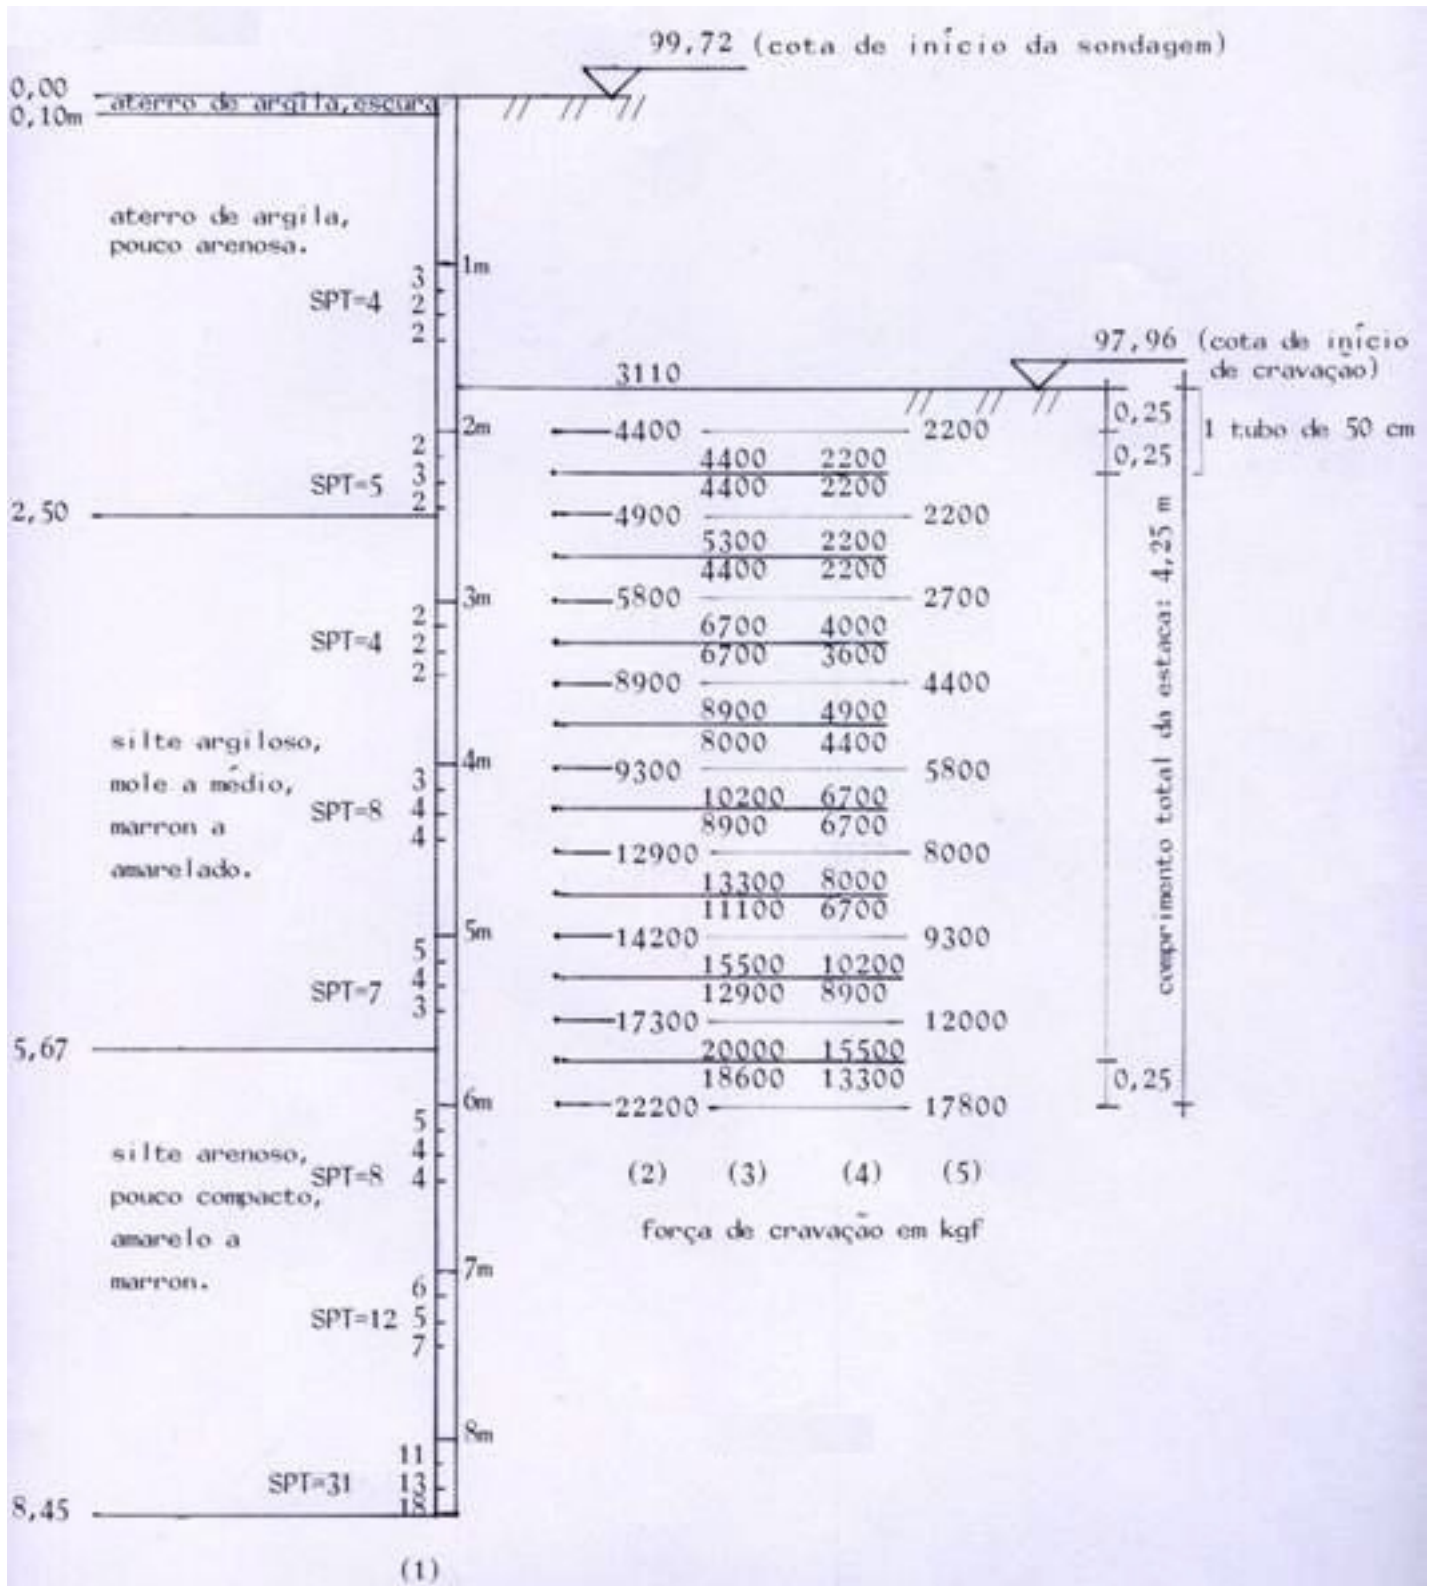 99,72 (cota de início da sondagem)
0,00
aterro de argila,escura
0,10m
aterro de argila,
pouco arenosa.
1m
3
SPT=4 2
2
97,96 (cota de início
de cravação)
3110
0,25
2m
4400 2200
1 tubo de 50 cm
2
4400 2200
0,25
SPT=5 3
4400 2200
2
2,50
4900 2200
5300 2200
4400 2200
3m
5800 2700
2
6700 4000
SPT=4 2
6700 3600
2
8900 4400
8900 4900
silte argiloso,
8000 4400
4m
9300 5800
mole a médio,
3
10200 6700
SPT=8 4
marron a
8900 6700
4
12900 8000
amarelado.
13300 8000
11100 6700
5m
14200 9300
5
15500 10200
SPT=7 4
12900 8900
3
17300 12000
5,67
20000 15500
18600 13300
0,25
comprimento total da estaca: 4,25 m
6m
22200 17800
5
silte arenoso,
4
SPT=8 4
pouco compacto,
amarelo a
marron.
(2) (3) (4) (5)
força de cravação em kgf
7m
6
SPT=12 5
7
8m
11
SPT=31 13
18
8,45
(1)